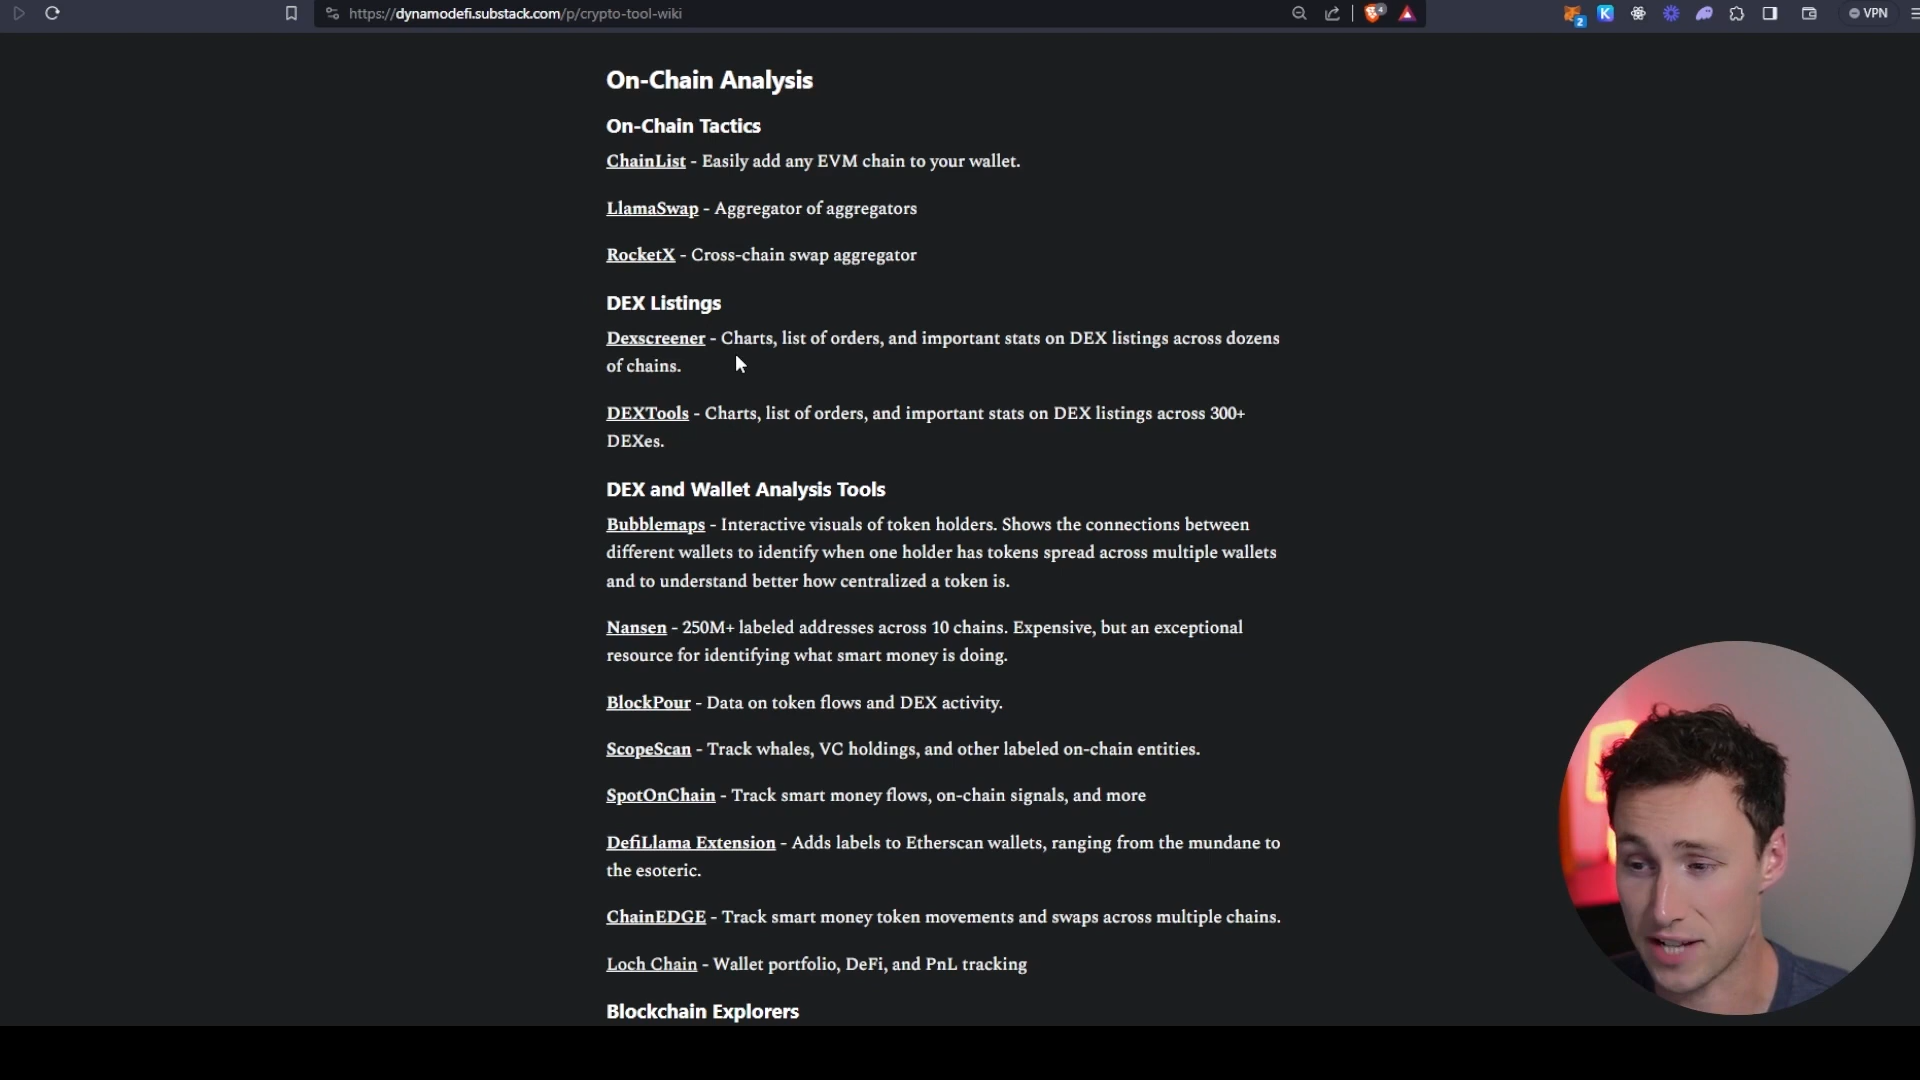 https://dynamodefi.substack.com/p/crypto-tool-wiki
4
2
K
VPN
On-Chain Analysis
On-Chain Tactics
ChainList - Easily add any EVM chain to your wallet.
LlamaSwap - Aggregator of aggregators
RocketX - Cross-chain swap aggregator
DEX Listings
Dexscreener - Charts, list of orders, and important stats on DEX listings across dozens
of chains.
DEXTools - Charts, list of orders, and important stats on DEX listings across 300+
DEXes.
DEX and Wallet Analysis Tools
Bubblemaps - Interactive visuals of token holders. Shows the connections between
different wallets to identify when one holder has tokens spread across multiple wallets
and to understand better how centralized a token is.
Nansen - 250M+ labeled addresses across 10 chains. Expensive, but an exceptional
resource for identifying what smart money is doing.
BlockPour - Data on token flows and DEX activity.
ScopeScan - Track whales, VC holdings, and other labeled on-chain entities.
SpotOnChain - Track smart money flows, on-chain signals, and more
DefiLlama Extension - Adds labels to Etherscan wallets, ranging from the mundane to
the esoteric.
ChainEDGE - Track smart money token movements and swaps across multiple chains.
Loch Chain - Wallet portfolio, DeFi, and PnL tracking
Blockchain Explorers